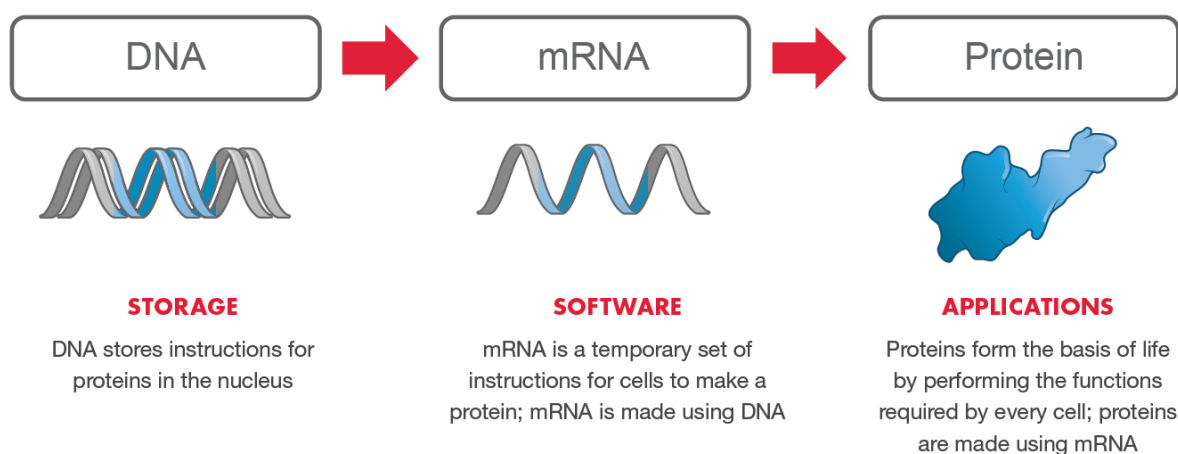 DNA
mRNA
Protein
STORAGE
DNA stores instructions for
proteins in the nucleus
SOFTWARE
mRNA is a temporary set of
instructions for cells to make a
protein; mRNA is made using DNA
APPLICATIONS
Proteins form the basis of life
by performing the functions
required by every cell; proteins
are made using mRNA